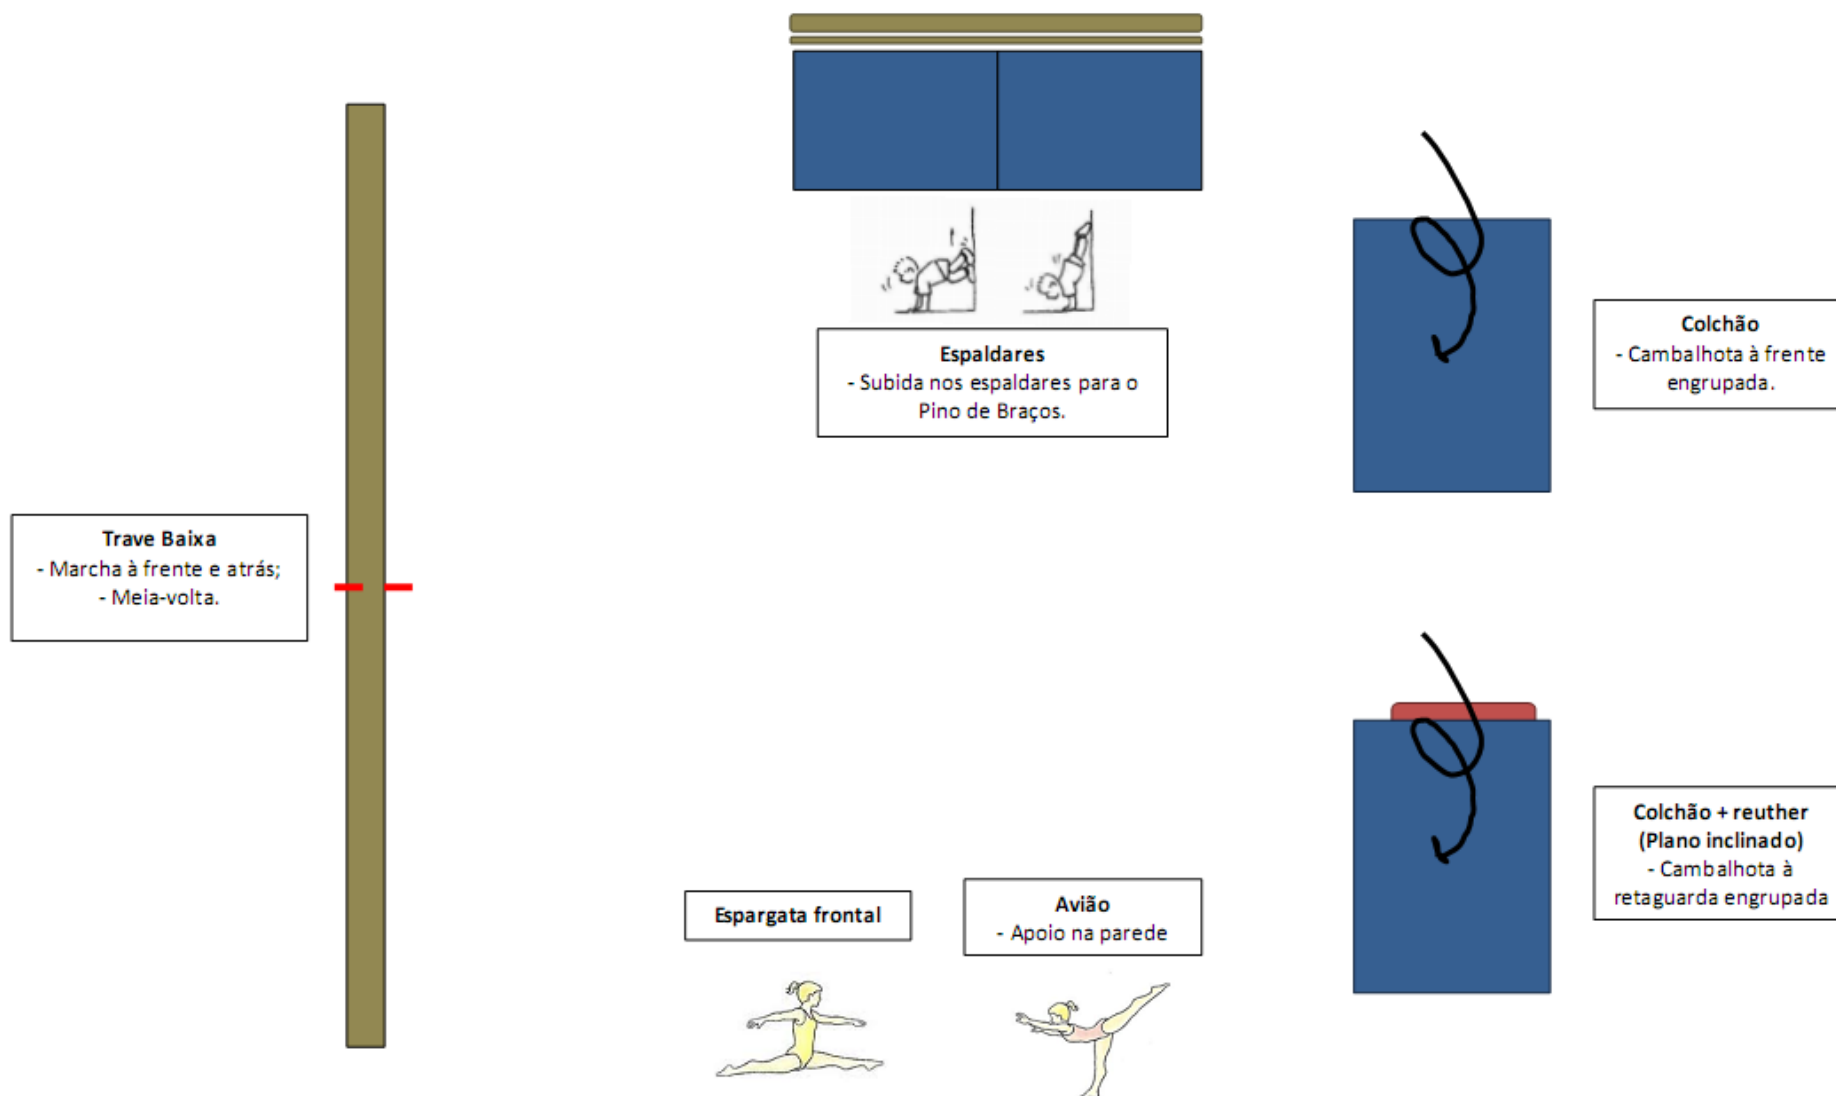 Espaldares
- Subida nos espaldares para o
Pino de Braços.
Colchão
- Cambalhota à frente
engrupada.
Trave Baixa
- Marcha à frente e atrás;
- Meia-volta.
Colchão + reuther
(Plano inclinado)
- Cambalhota à
retaguarda engrupada
Espargata frontal
Avião
- Apoio na parede